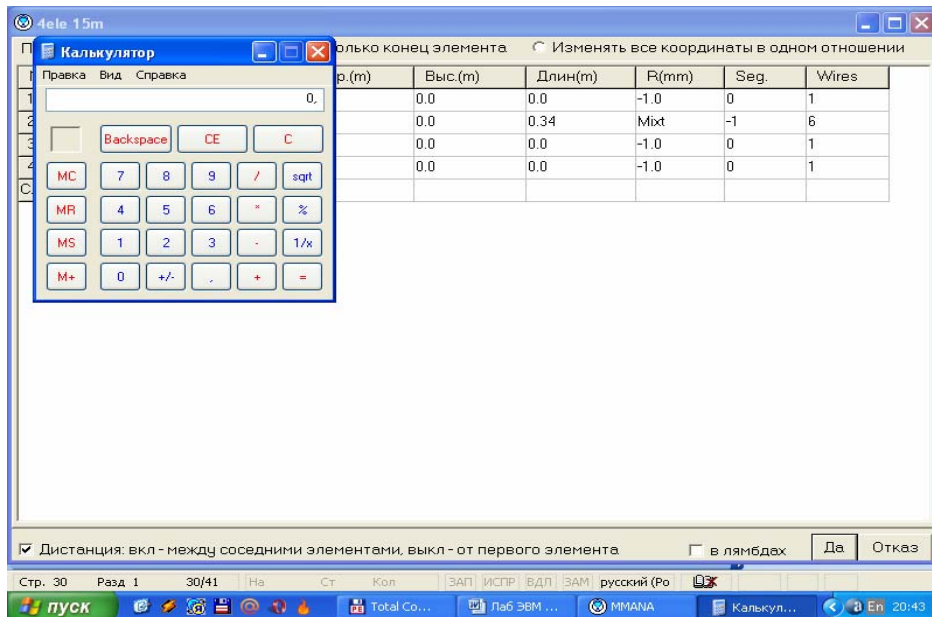 4ele 15m
Калькулятор
олько конец элемента Изменять все координаты в одном отношении
Правка Вид Справка
р.(m) Выс.(m) Длин(m) R(mm) Seg. Wires
0,
1 0.0 0.0 -1.0 0 1
2 0.0 0.34 Mixt -1 6
3 0.0 0.0 -1.0 0 1
4 0.0 0.0 -1.0 0 1
Backspace CE C
MC 7 8 9 / sqrt
MR 4 5 6 * %
MS 1 2 3 - 1/x
M+ 0 +/- , + =
Дистанция: вкл - между соседними элементами, выкл - от первого элемента в лямбдах Да Отказ
Стр. 30 Разд 1 30/41 На Ст Кол ЗАП ИСПР ВДЛ ЗАМ русский (Ро
пуск Total Co... Лаб ЭВМ ... MMANA Калькул... En 20:43